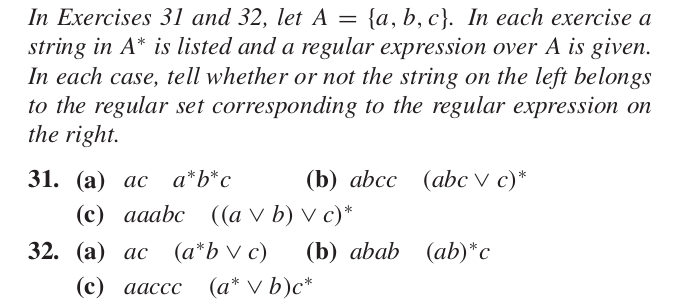 In Exercises 31 and 32, let A = {a, b, c}. In each exercise a
string in A* is listed and a regular expression over A is given.
In each case, tell whether or not the string on the left belongs
to the regular set corresponding to the regular expression on
the right.
31. (a) ac a*b*c (b) abcc (abc ∨ c)*
(c) aaabc ((a ∨ b) ∨ c)*
32. (a) ac (a*b ∨ c) (b) abab (ab)*c
(c) aaccc (a* ∨ b)c*